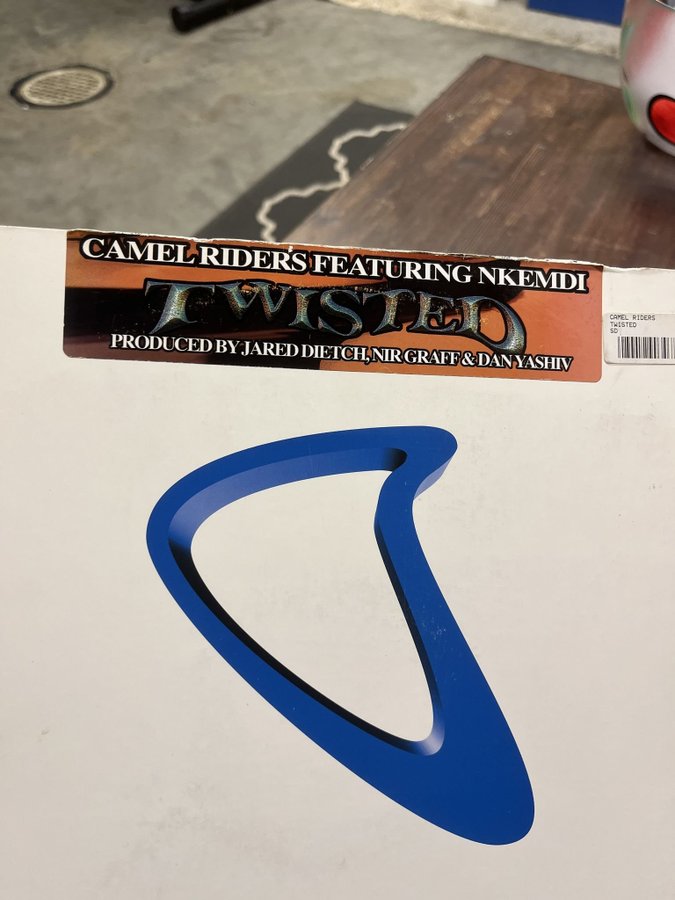 CAMEL RIDERS FEATURING NKEMDI
TWISTED
PRODUCED BY JARED DIETCH, NIR GRAFF & DAN YASHIV
CAMEL RIDERS
TWISTED
SD